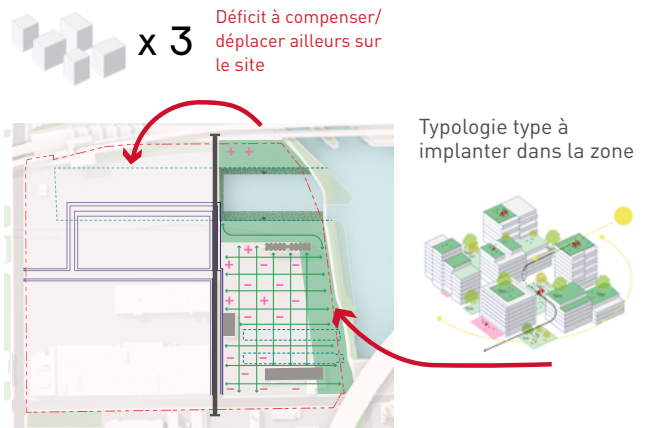 x 3
Déficit à compenser/
déplacer ailleurs sur
le site
Typologie type à
implanter dans la zone